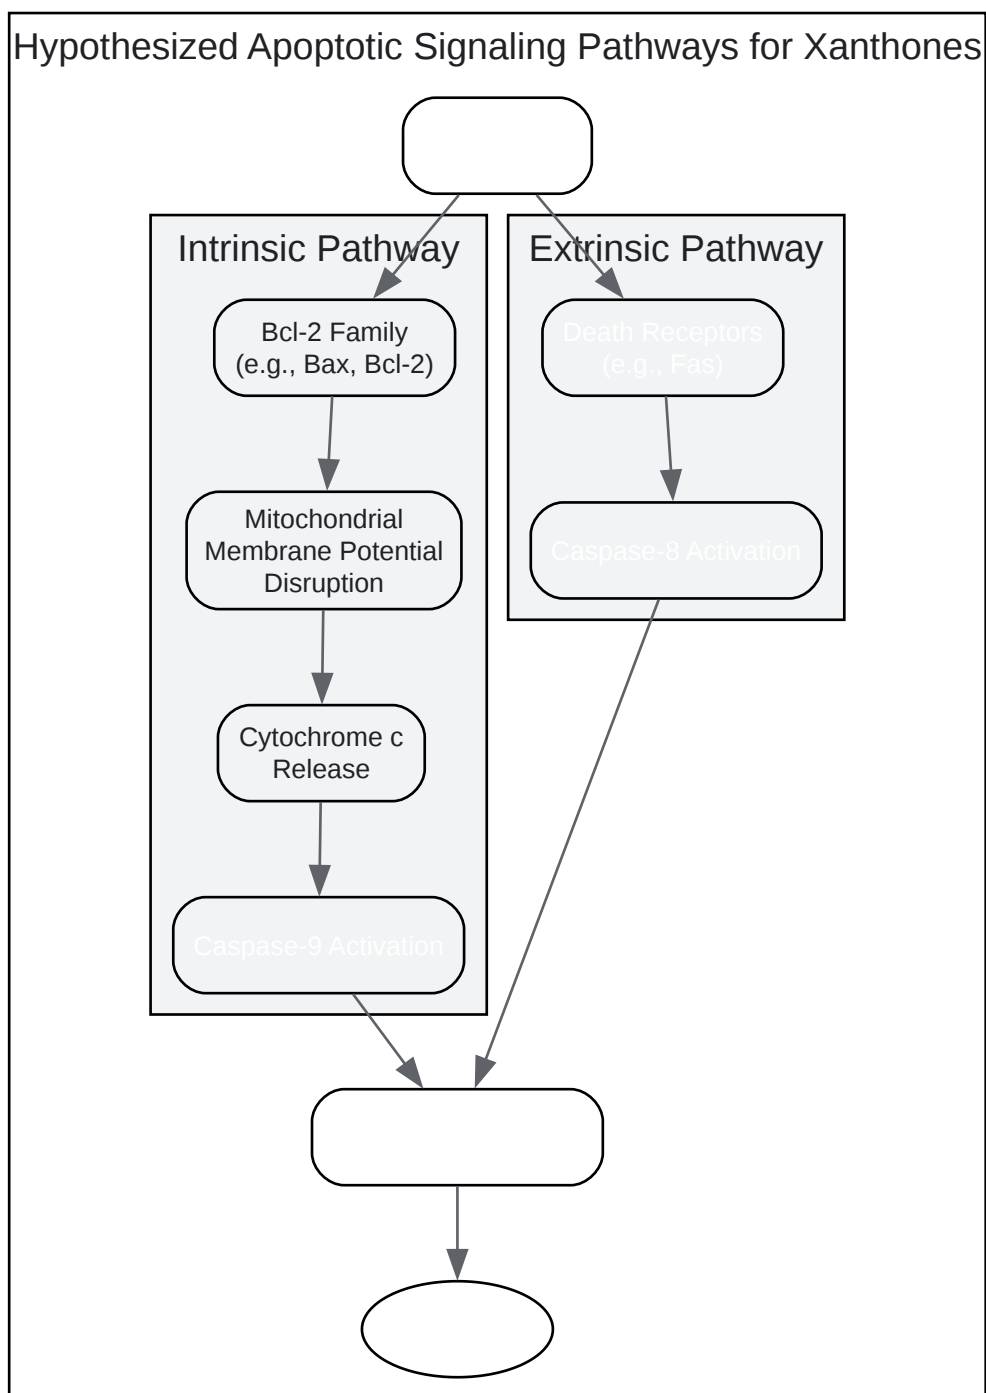 Hypothesized Apoptotic Signaling Pathways for Xanthones
Intrinsic Pathway
Extrinsic Pathway
Bcl-2 Family
(e.g., Bax, Bcl-2)
Death Receptors
(e.g., Fas)
Mitochondrial
Membrane Potential
Disruption
Caspase-8 Activation
Cytochrome c
Release
Caspase-9 Activation